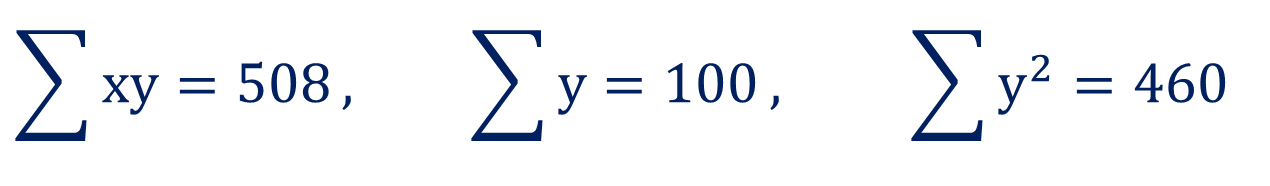 ∑ xy = 508 , ∑ y = 100 , ∑ y² = 460